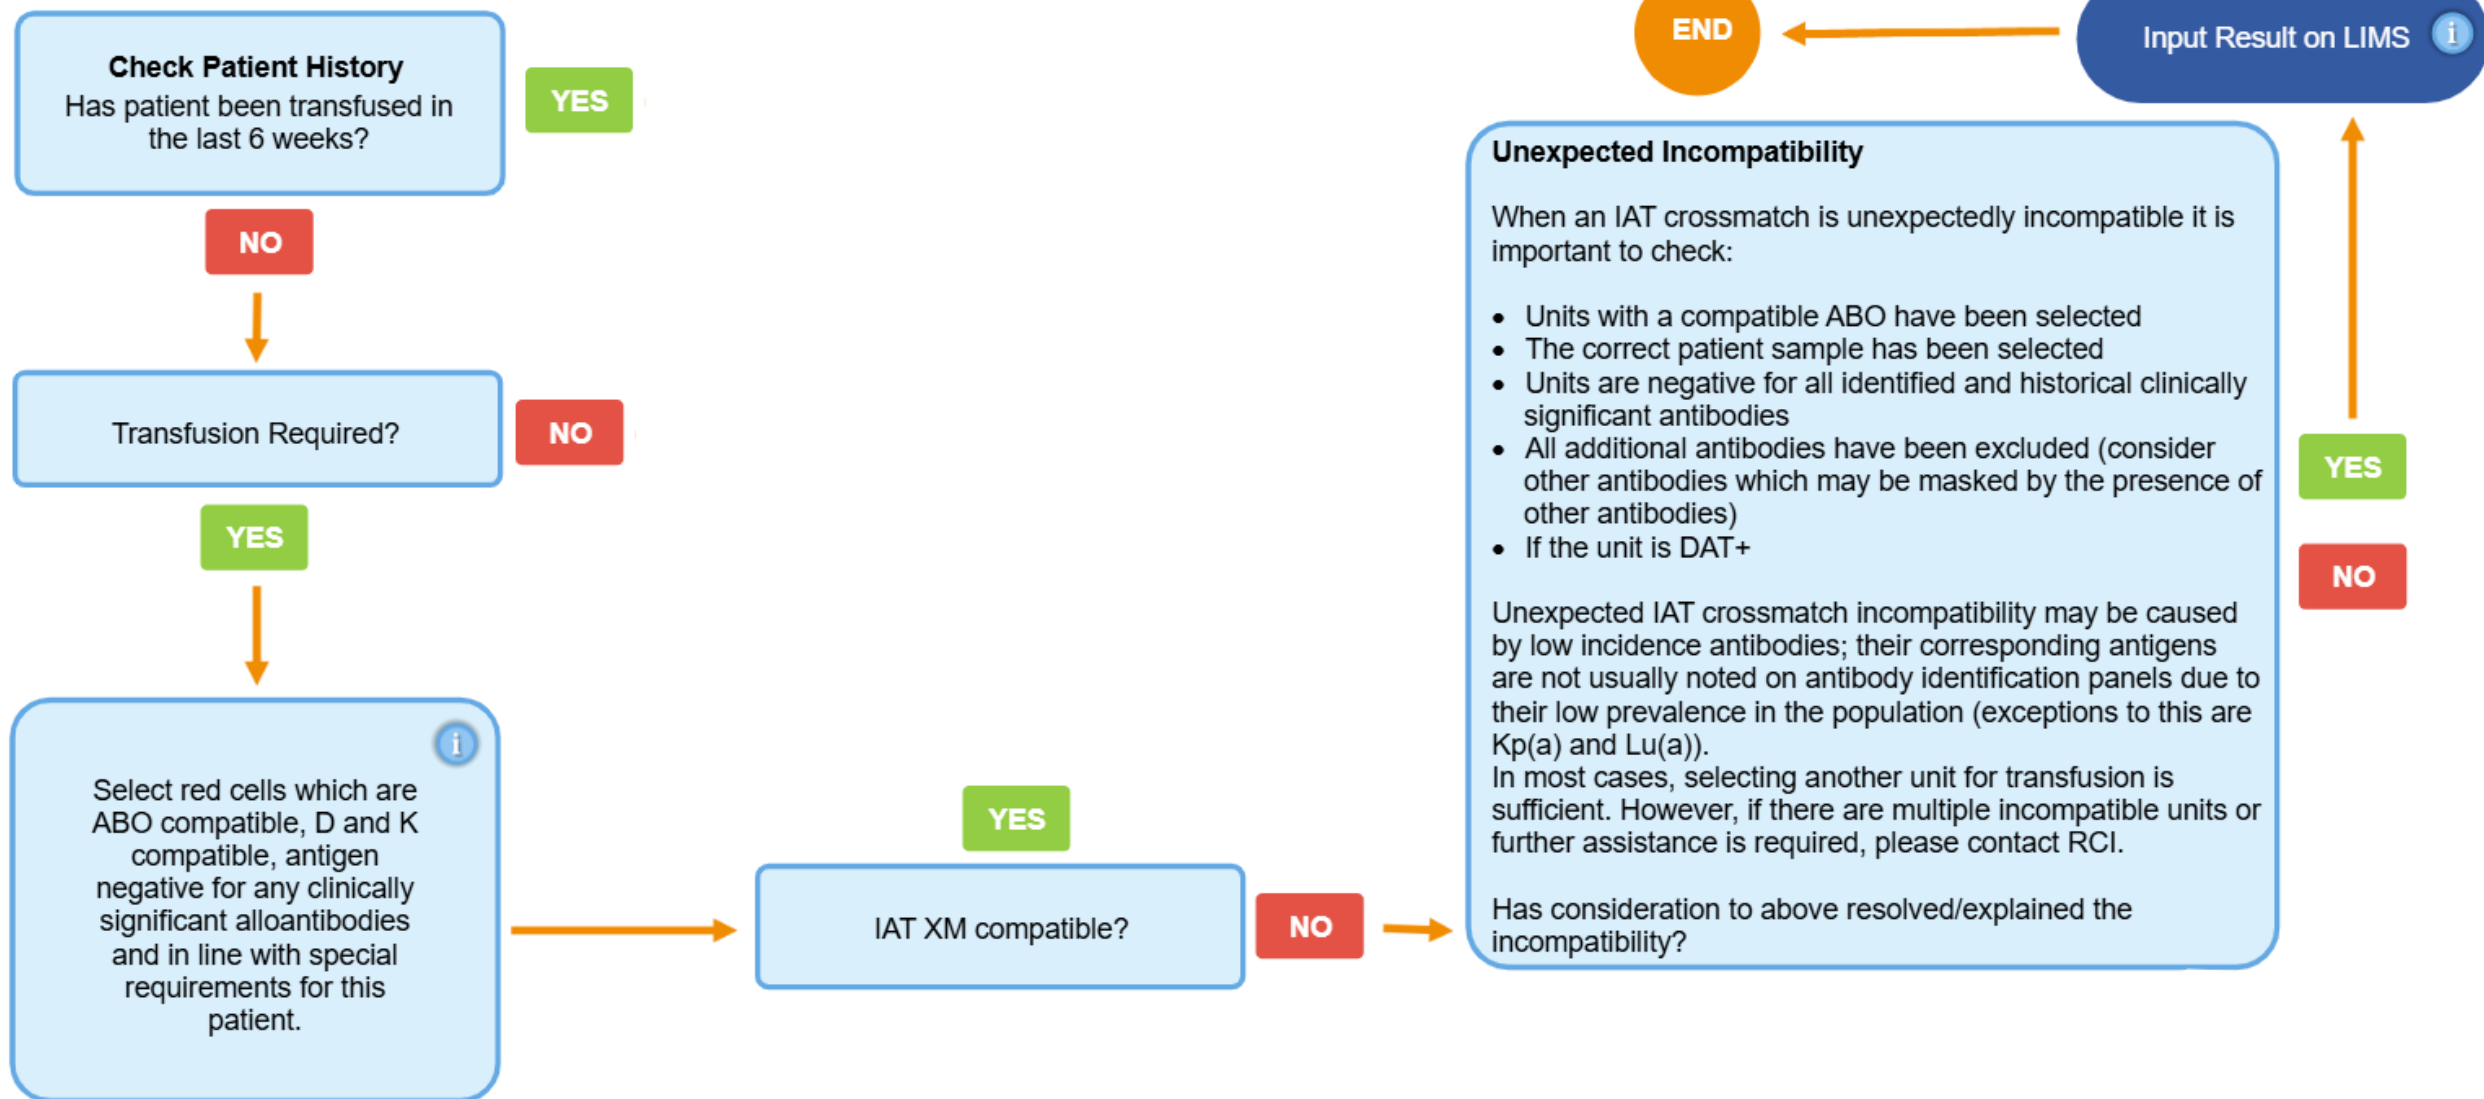 Check Patient History
Has patient been transfused in
the last 6 weeks?
YES
NO
Transfusion Required?
NO
YES
Select red cells which are
ABO compatible, D and K
compatible, antigen
negative for any clinically
significant alloantibodies
and in line with special
requirements for this
patient.
i
YES
IAT XM compatible?
NO
END
Input Result on LIMS
i
Unexpected Incompatibility
When an IAT crossmatch is unexpectedly incompatible it is
important to check:
• Units with a compatible ABO have been selected
• The correct patient sample has been selected
• Units are negative for all identified and historical clinically
significant antibodies
• All additional antibodies have been excluded (consider
other antibodies which may be masked by the presence of
other antibodies)
• If the unit is DAT+
Unexpected IAT crossmatch incompatibility may be caused
by low incidence antibodies; their corresponding antigens
are not usually noted on antibody identification panels due to
their low prevalence in the population (exceptions to this are
Kp(a) and Lu(a)).
In most cases, selecting another unit for transfusion is
sufficient. However, if there are multiple incompatible units or
further assistance is required, please contact RCI.
Has consideration to above resolved/explained the
incompatibility?
YES
NO